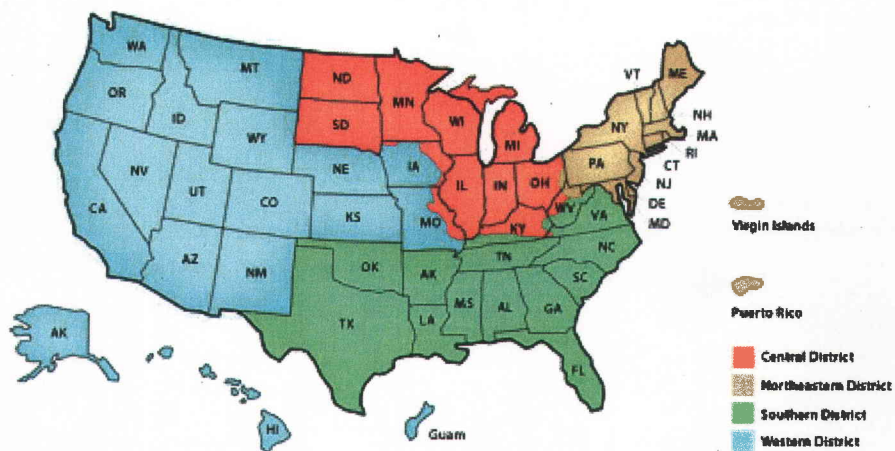 WA
MT
ND
MN
OR
ID
WY
SD
WI
MI
VT
ME
NH
NY
MA
RI
CT
NJ
PA
DE
MD
NV
UT
NE
IA
IL
IN
OH
WV
VA
CA
CO
KS
MO
KY
AZ
NM
OK
AK
TN
NC
SC
TX
LA
MS
AL
GA
FL
AK
HI
Guam
Virgin Islands
Puerto Rico
Central District
Northeastern District
Southern District
Western District